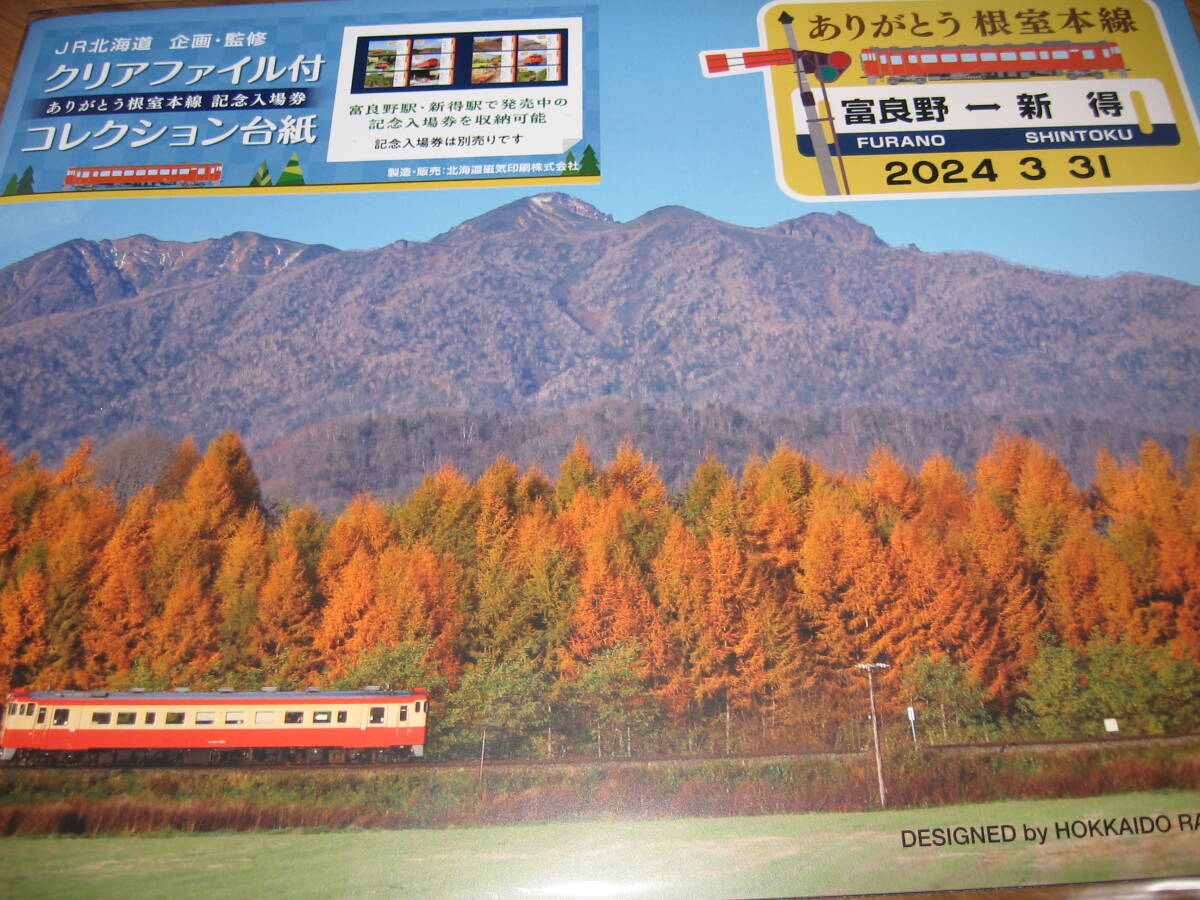 JR北海道 企画・監修
クリアファイル付
ありがとう根室本線 記念入場券
コレクション台紙
富良野駅・新得駅で発売中の
記念入場券を収納可能
記念入場券は別売りです
製造・販売:北海道磁気印刷株式会社
ありがとう 根室本線
富良野 ー 新 得
FURANO SHINTOKU
2024 3 31
DESIGNED by HOKKAIDO RA